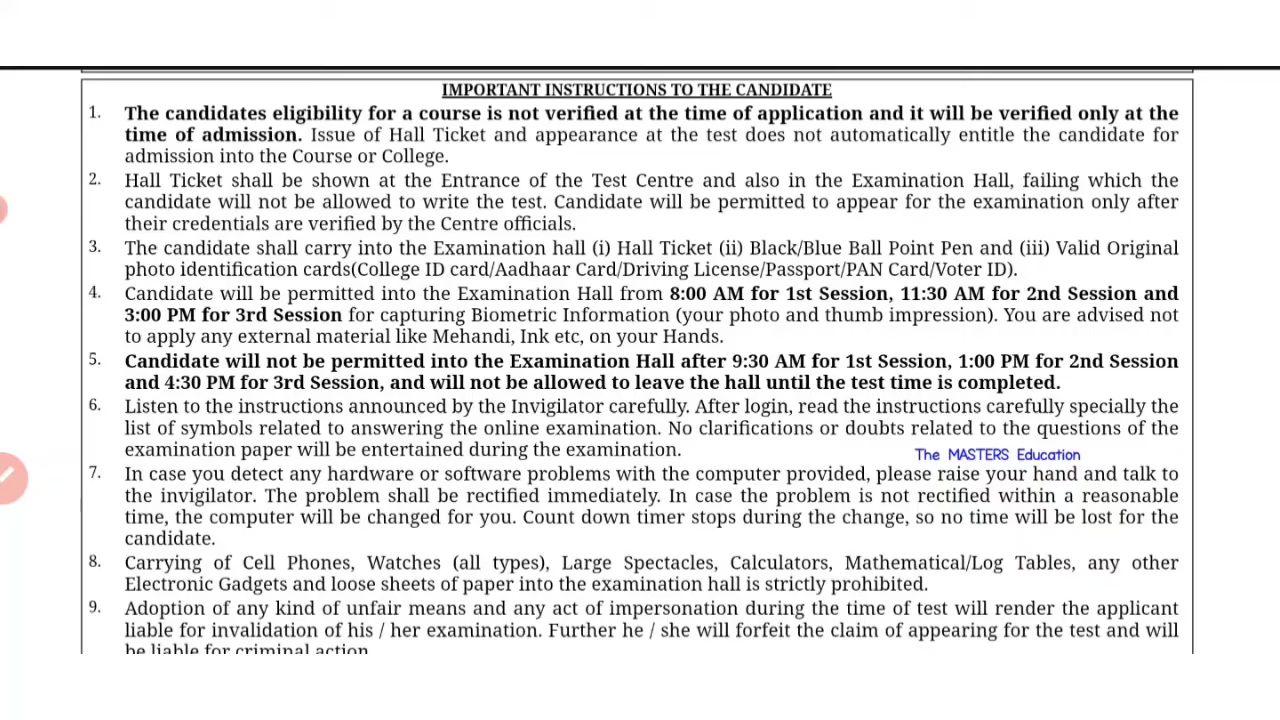 IMPORTANT INSTRUCTIONS TO THE CANDIDATE
1. The candidates eligibility for a course is not verified at the time of application and it will be verified only at the
time of admission. Issue of Hall Ticket and appearance at the test does not automatically entitle the candidate for
admission into the Course or College.
2. Hall Ticket shall be shown at the Entrance of the Test Centre and also in the Examination Hall, failing which the
candidate will not be allowed to write the test. Candidate will be permitted to appear for the examination only after
their credentials are verified by the Centre officials.
3. The candidate shall carry into the Examination hall (i) Hall Ticket (ii) Black/Blue Ball Point Pen and (iii) Valid Original
photo identification cards(College ID card/Aadhaar Card/Driving License/Passport/PAN Card/Voter ID).
4. Candidate will be permitted into the Examination Hall from 8:00 AM for 1st Session, 11:30 AM for 2nd Session and
3:00 PM for 3rd Session for capturing Biometric Information (your photo and thumb impression). You are advised not
to apply any external material like Mehandi, Ink etc, on your Hands.
5. Candidate will not be permitted into the Examination Hall after 9:30 AM for 1st Session, 1:00 PM for 2nd Session
and 4:30 PM for 3rd Session, and will not be allowed to leave the hall until the test time is completed.
6. Listen to the instructions announced by the Invigilator carefully. After login, read the instructions carefully specially the
list of symbols related to answering the online examination. No clarifications or doubts related to the questions of the
examination paper will be entertained during the examination.
The MASTERS Education
7. In case you detect any hardware or software problems with the computer provided, please raise your hand and talk to
the invigilator. The problem shall be rectified immediately. In case the problem is not rectified within a reasonable
time, the computer will be changed for you. Count down timer stops during the change, so no time will be lost for the
candidate.
8. Carrying of Cell Phones, Watches (all types), Large Spectacles, Calculators, Mathematical/Log Tables, any other
Electronic Gadgets and loose sheets of paper into the examination hall is strictly prohibited.
9. Adoption of any kind of unfair means and any act of impersonation during the time of test will render the applicant
liable for invalidation of his / her examination. Further he / she will forfeit the claim of appearing for the test and will
be liable for criminal action.